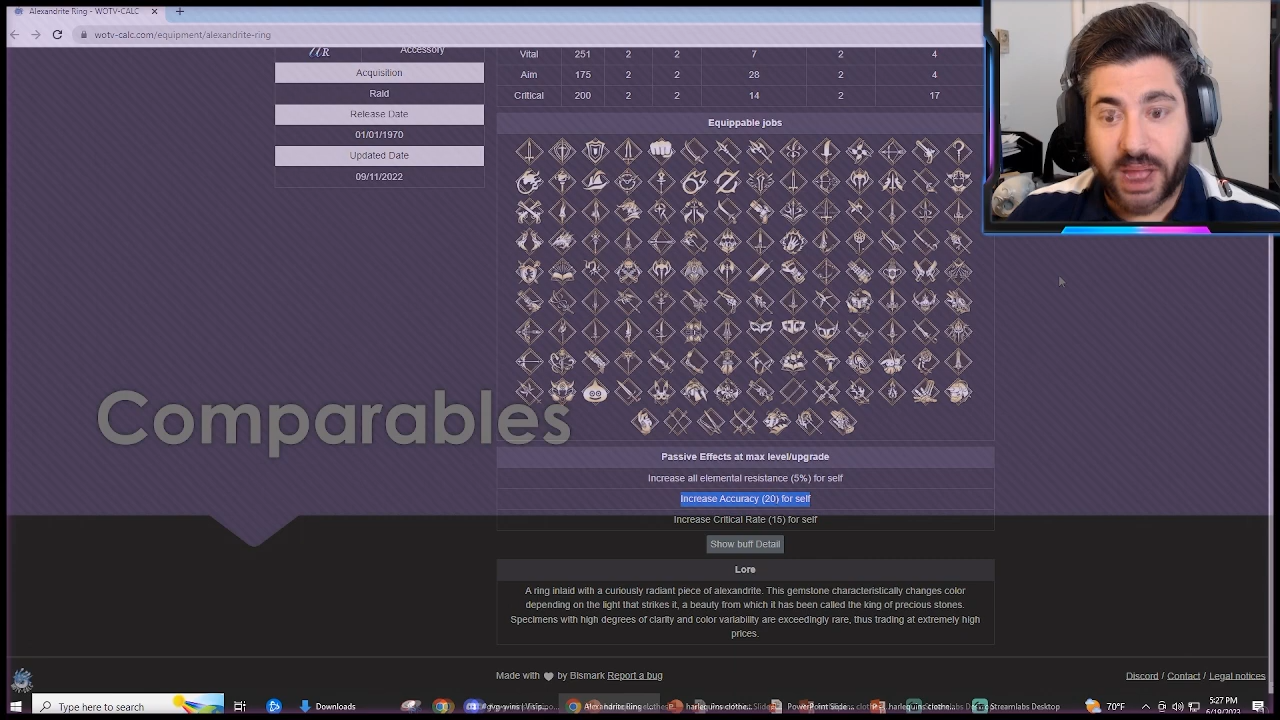 Alexandrite Ring - WOTV-CALC
wotv-calc.com/equipment/alexandrite-ring
UR Accessory
Acquisition
Raid
Release Date
01/01/1970
Updated Date
09/11/2022
Vital 251 2 2 7 2 4
Aim 175 2 2 28 2 4
Critical 200 2 2 14 2 17
Equippable jobs
Comparables
Passive Effects at max level/upgrade
Increase all elemental resistance (5%) for self
Increase Accuracy (20) for self
Increase Critical Rate (15) for self
Show buff Detail
Lore
A ring inlaid with a curiously radiant piece of alexandrite. This gemstone characteristically changes color
depending on the light that strikes it, a beauty from which it has been called the king of precious stones.
Specimens with high degrees of clarity and color variability are exceedingly rare, thus trading at extremely high
prices.
Made with by Bismark Report a bug
Discord / Contact / Legal notices
Type here to search
Downloads
70°F
5:27 PM